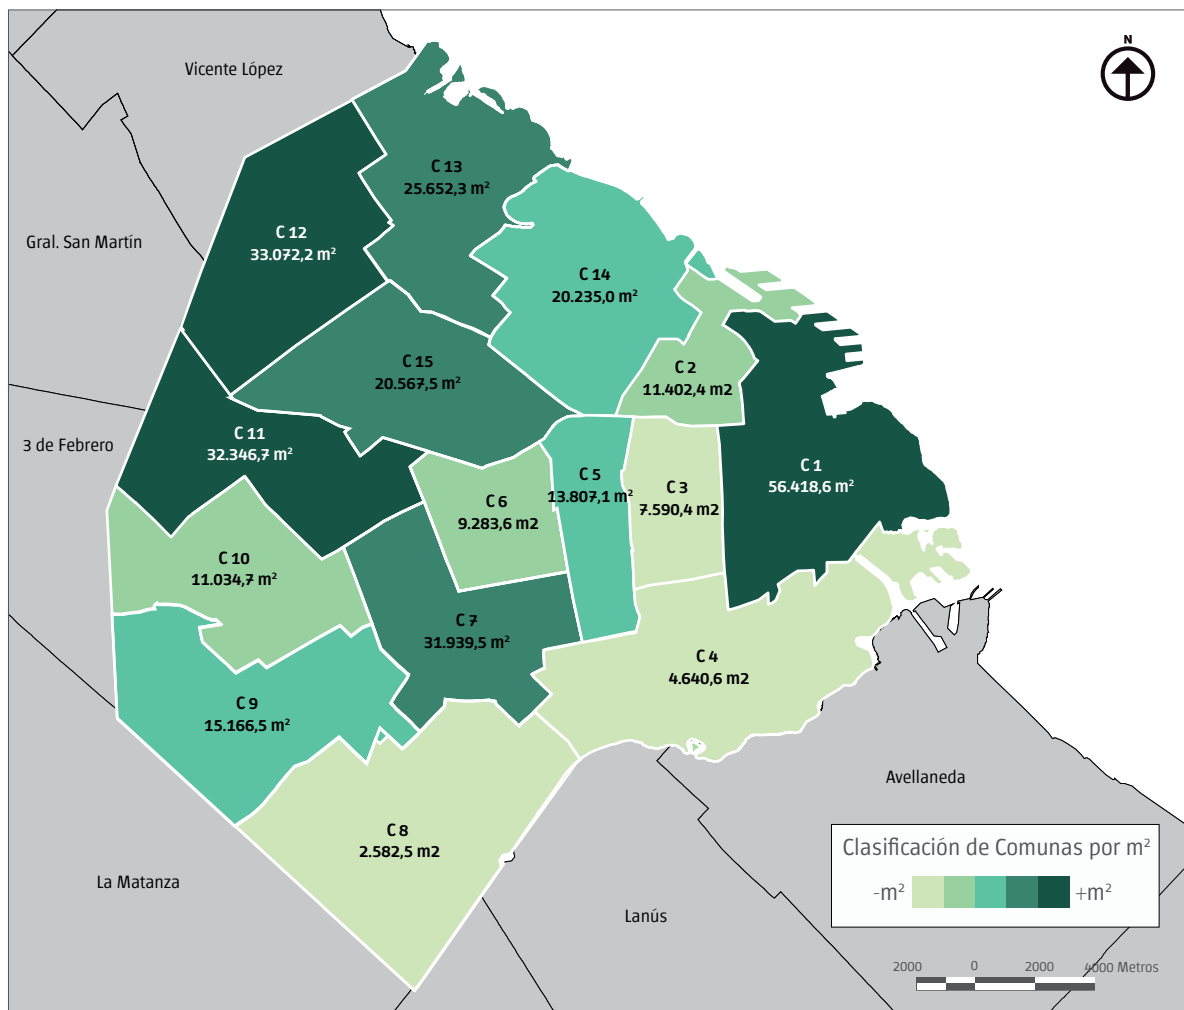 N
Vicente López
C 13
25.652,3 m²
C 12
33.072,2 m²
Gral. San Martín
C 14
20.235,0 m²
C 15
20.567,5 m²
C 2
11.402,4 m2
3 de Febrero
C 11
32.346,7 m²
C 1
56.418,6 m²
C 5
13.807,1 m²
C 3
7.590,4 m2
C 6
9.283,6 m2
C 10
11.034,7 m²
C 7
31.939,5 m²
C 4
4.640,6 m2
C 9
15.166,5 m²
Avellaneda
C 8
2.582,5 m2
La Matanza
Lanús
Clasificación de Comunas por m²
-m²
+m²
2000 0 2000 4000 Metros